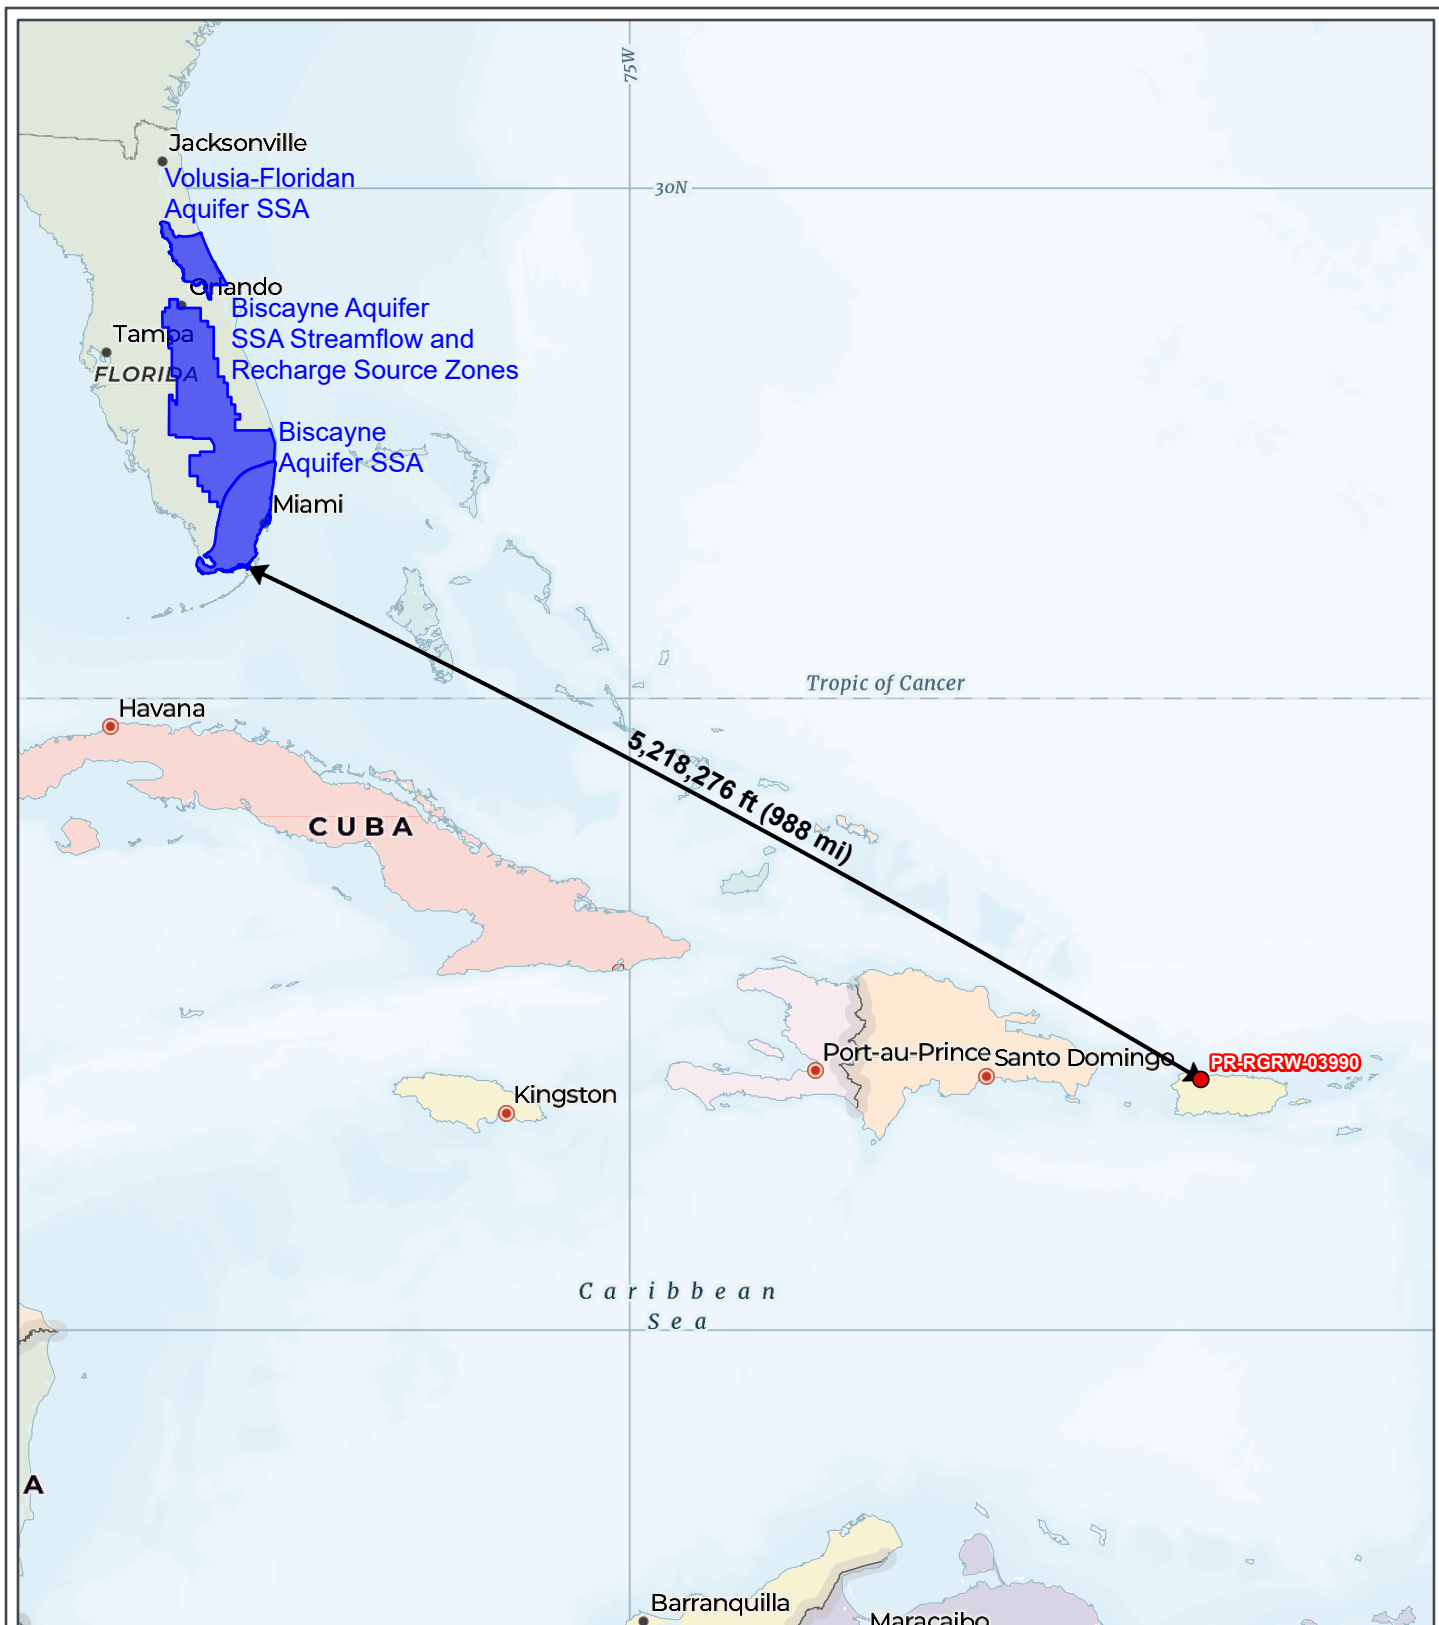 75W
Jacksonville
Volusia-Floridan
Aquifer SSA
30N
Orlando
Biscayne Aquifer
SSA Streamflow and
Recharge Source Zones
Tampa
FLORIDA
Biscayne
Aquifer SSA
Miami
Tropic of Cancer
Havana
5,218,276 ft (988 mi)
CUBA
Port-au-Prince
Santo Domingo
PR-RGRW-03990
Kingston
Caribbean
Sea
A
Barranquilla
Maracaibo